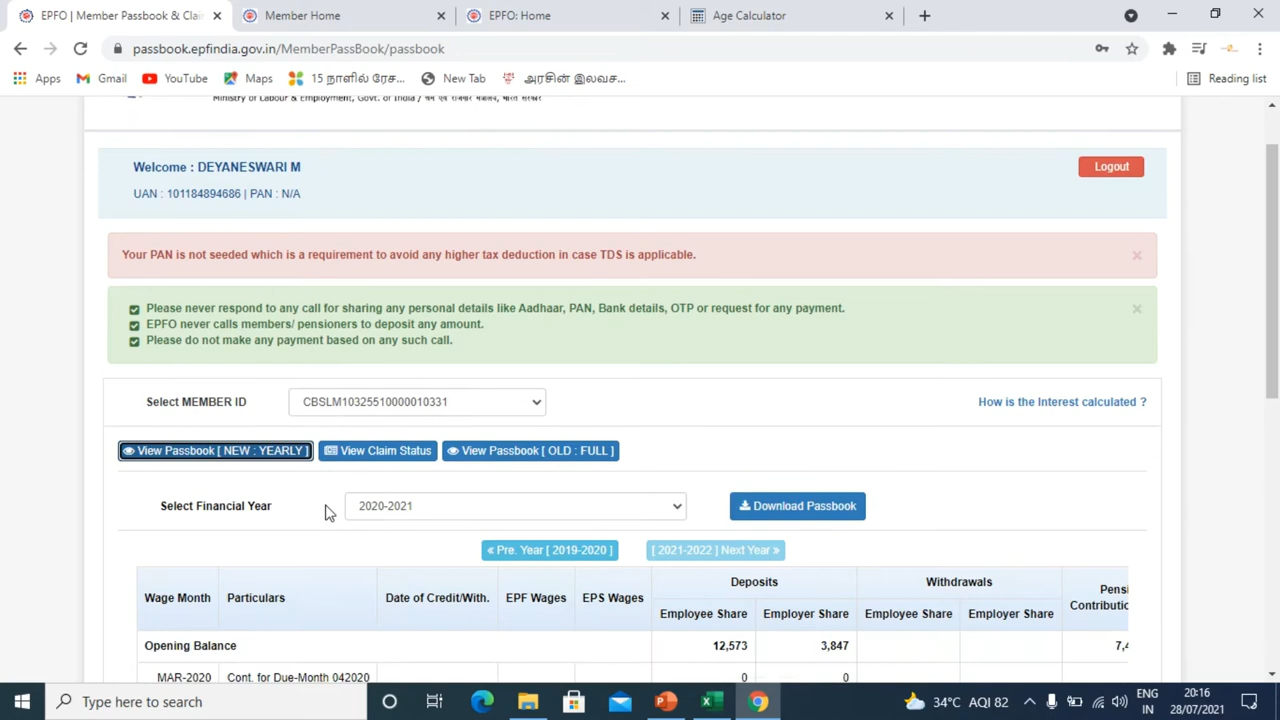 EPFO | Member Passbook & Clai
Member Home
EPFO: Home
Age Calculator
passbook.epfindia.gov.in/MemberPassBook/passbook
Apps
Gmail
YouTube
Maps
15 நாளில் ரேச...
New Tab
அரசின் இலவச...
Reading list
Ministry of Labour & Employment, Govt. of India /
Welcome : DEYANESWARI M
Logout
UAN : 101184894686 | PAN : N/A
Your PAN is not seeded which is a requirement to avoid any higher tax deduction in case TDS is applicable.
×
Please never respond to any call for sharing any personal details like Aadhaar, PAN, Bank details, OTP or request for any payment.
×
EPFO never calls members/ pensioners to deposit any amount.
Please do not make any payment based on any such call.
Select MEMBER ID
CBSLM10325510000010331
How is the Interest calculated ?
View Passbook [ NEW : YEARLY ]
View Claim Status
View Passbook [ OLD : FULL ]
Select Financial Year
2020-2021
Download Passbook
« Pre. Year [ 2019-2020 ]
[ 2021-2022 ] Next Year »
Wage Month
Particulars
Date of Credit/With.
EPF Wages
EPS Wages
Deposits
Withdrawals
Pensi
Contributic
Employee Share
Employer Share
Employee Share
Employer Share
Opening Balance
12,573
3,847
7,4
MAR-2020
Cont. for Due-Month 042020
0
0
Type here to search
34°C AQI 82
ENG
IN
20:16
28/07/2021